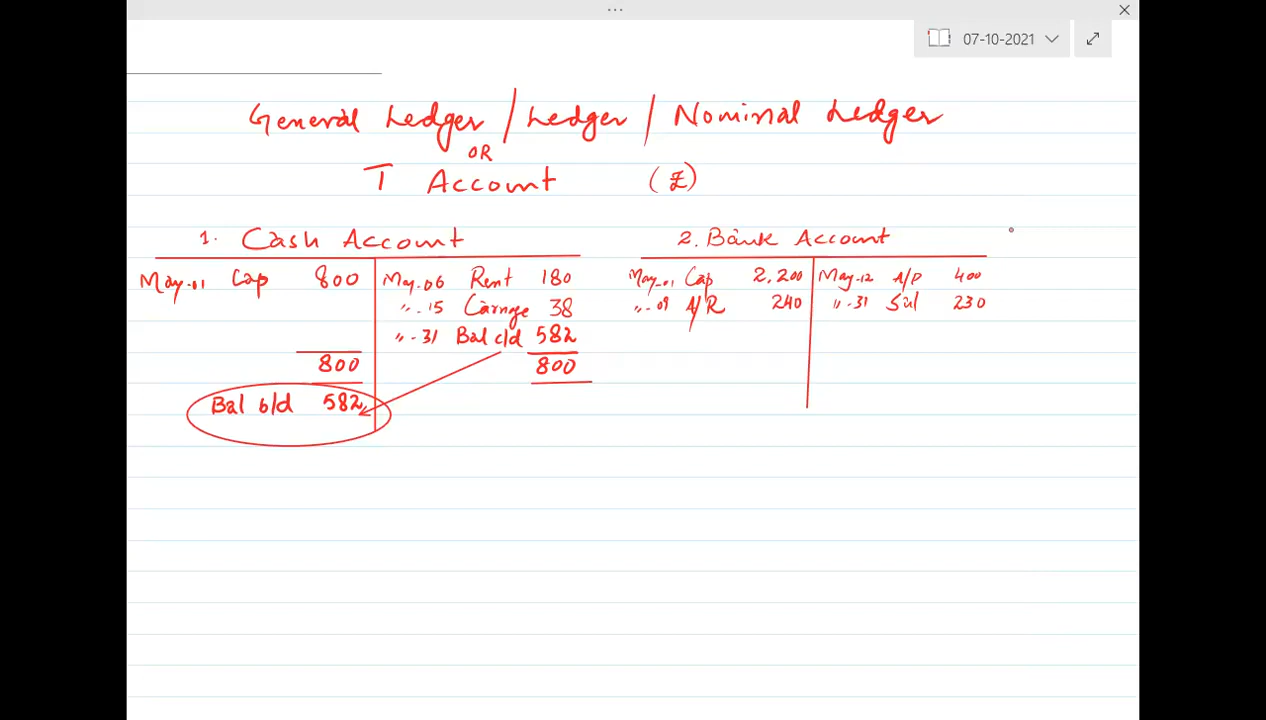 07-10-2021
General Ledger / Ledger / Nominal Ledger
OR
T Account (£)
1. Cash Account
May-01 Cap 800 May-06 Rent 180
〃-15 Carriage 38
〃-31 Bal c/d 582
800 800
Bal b/d 582
2. Bank Account
May-01 Cap 2,200 May-12 A/P 400
〃-09 A/R 240 〃-31 Sal 230